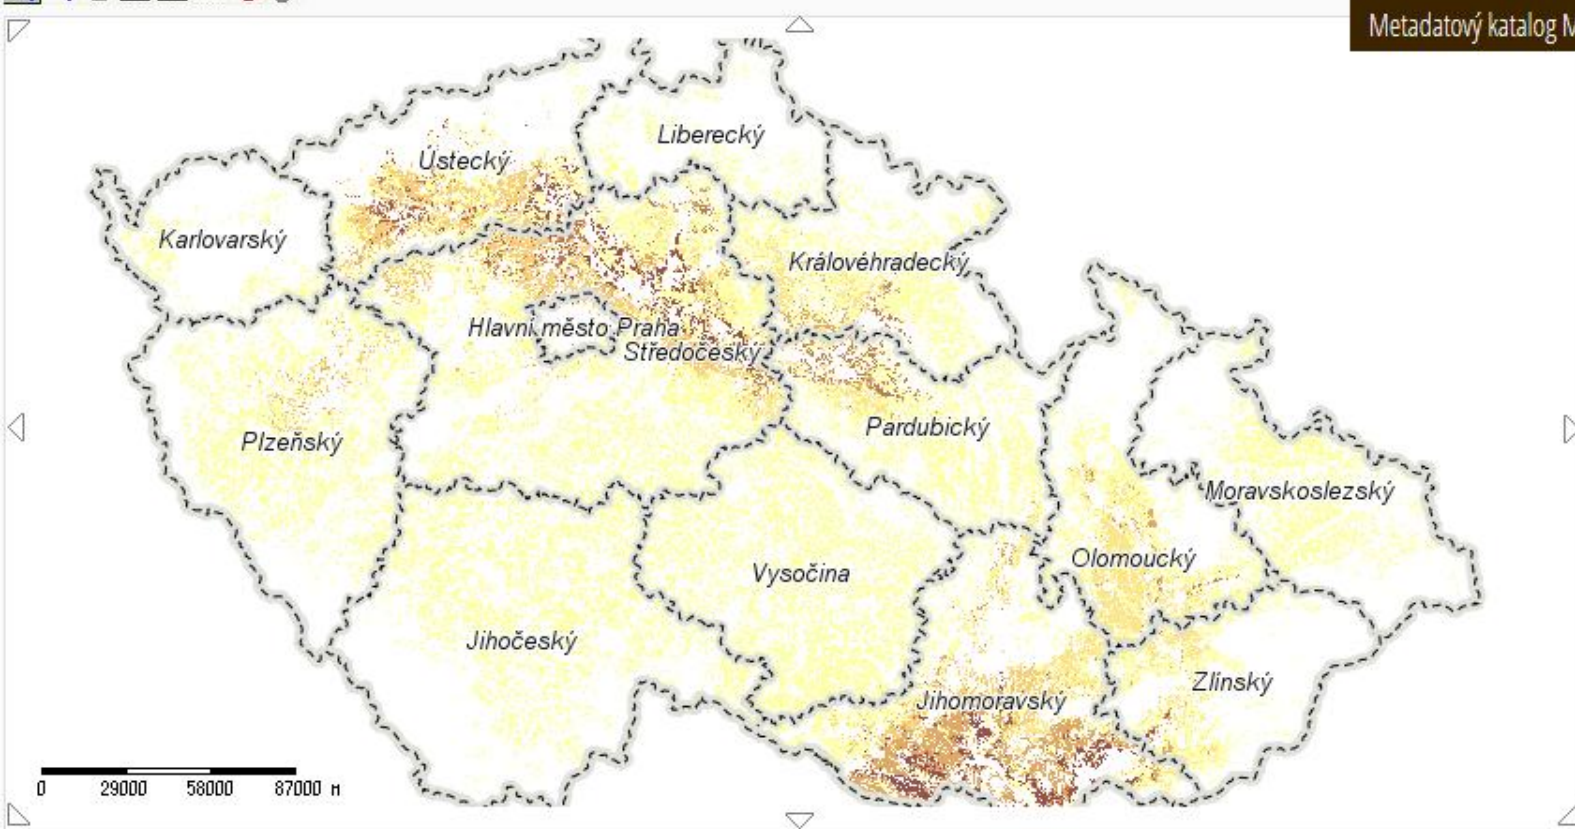 Metadatový katalog M
Liberecký
Ústecký
Karlovarský
Královéhradecký
Hlavní město Praha
Středočeský
Pardubický
Plzeňský
Moravskoslezský
Olomoucký
Vysočina
Jihočeský
Zlínský
Jihomoravský
0 29000 58000 87000 м